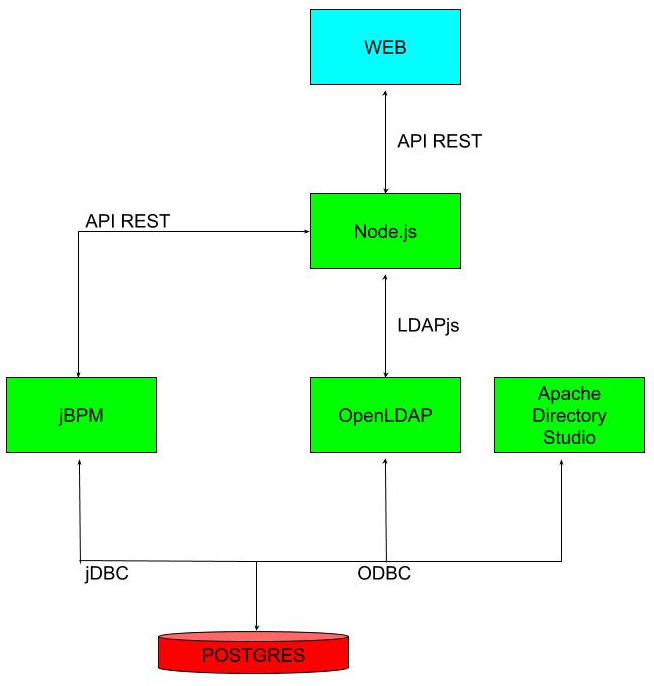 WEB
API REST
API REST
Node.js
LDAPjs
jBPM
OpenLDAP
Apache
Directory
Studio
jDBC
ODBC
POSTGRES